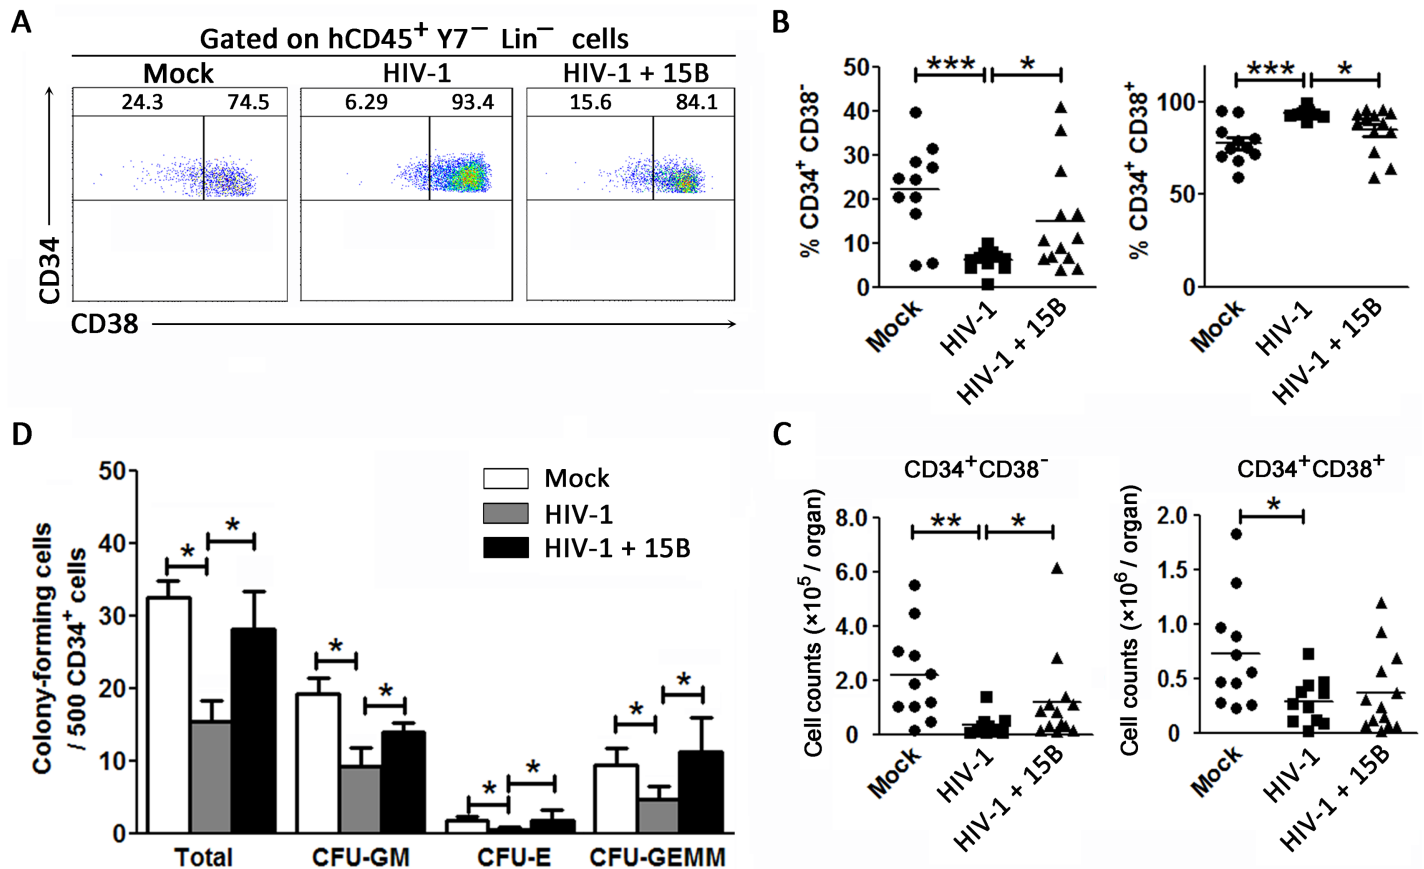 A
Gated on hCD45+ Y7− Lin− cells
Mock HIV-1 HIV-1 + 15B
24.3 74.5 6.29 93.4 15.6 84.1
CD34
CD38
B
*** *
50
40
30
20
10
0
% CD34+ CD38-
Mock HIV-1 HIV-1 + 15B
*** *
100
50
0
% CD34+ CD38+
Mock HIV-1 HIV-1 + 15B
D
50
40
30
20
10
0
Colony-forming cells
/ 500 CD34+ cells
Mock
HIV-1
HIV-1 + 15B
* *
* *
* *
* *
Total CFU-GM CFU-E CFU-GEMM
C
CD34+CD38-
** *
8.0
6.0
4.0
2.0
0
Cell counts (×105 / organ)
Mock HIV-1 HIV-1 + 15B
CD34+CD38+
*
2.0
1.5
1.0
0.5
0
Cell counts (×106 / organ)
Mock HIV-1 HIV-1 + 15B